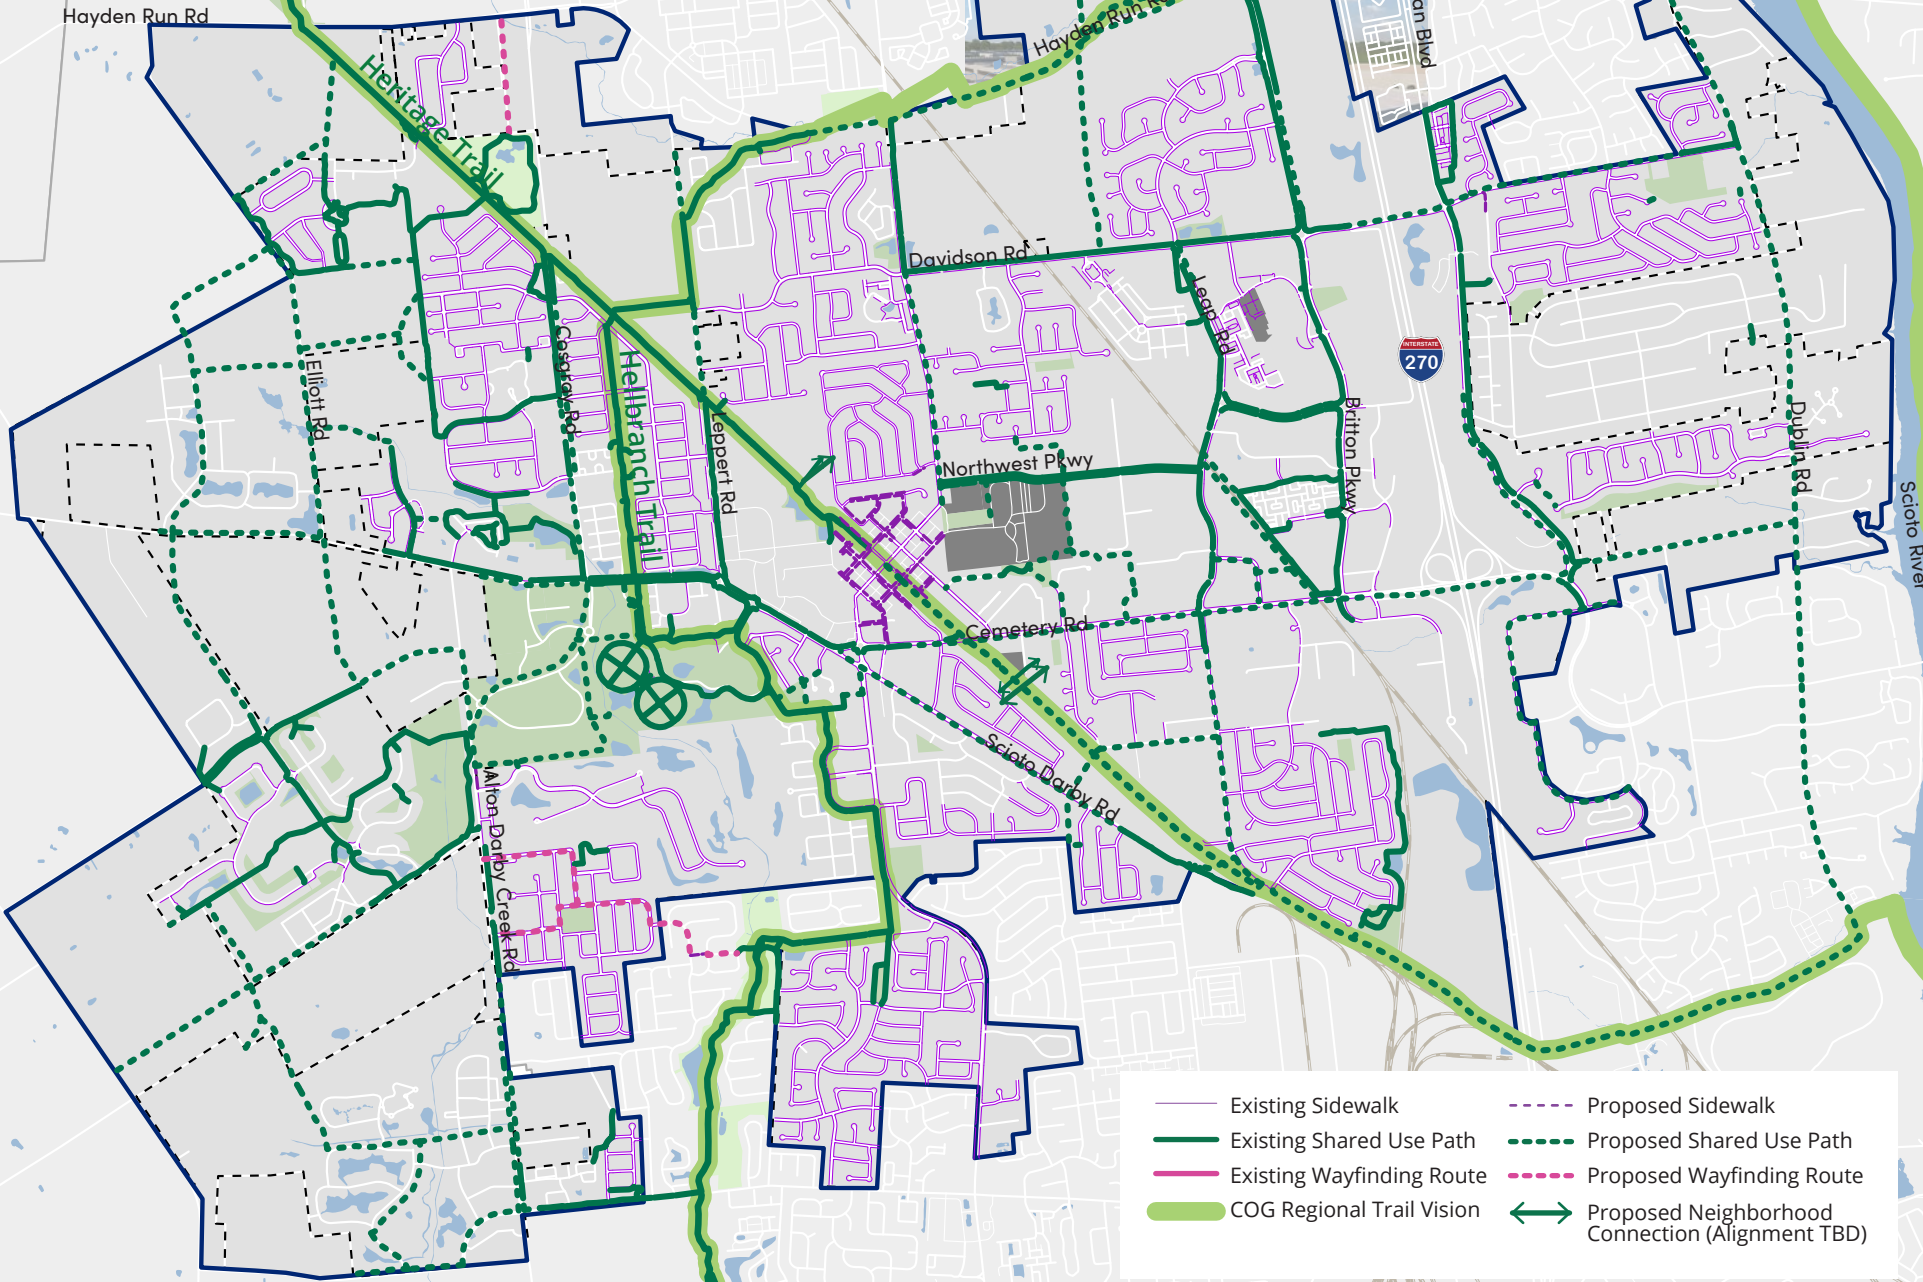 Hayden Run Rd
Hayden Run Rd
an Blvd
Heritage Trail
Davidson Rd
Leap Rd
INTERSTATE
270
Cosgray Rd
Elliott Rd
Hellbranch Trail
Leppert Rd
Northwest Pkwy
Britton Pkwy
Dublin Rd
Scioto River
Cemetery Rd
Scioto Darby Rd
Alton Darby Creek Rd
Existing Sidewalk
Existing Shared Use Path
Existing Wayfinding Route
COG Regional Trail Vision
Proposed Sidewalk
Proposed Shared Use Path
Proposed Wayfinding Route
Proposed Neighborhood
Connection (Alignment TBD)